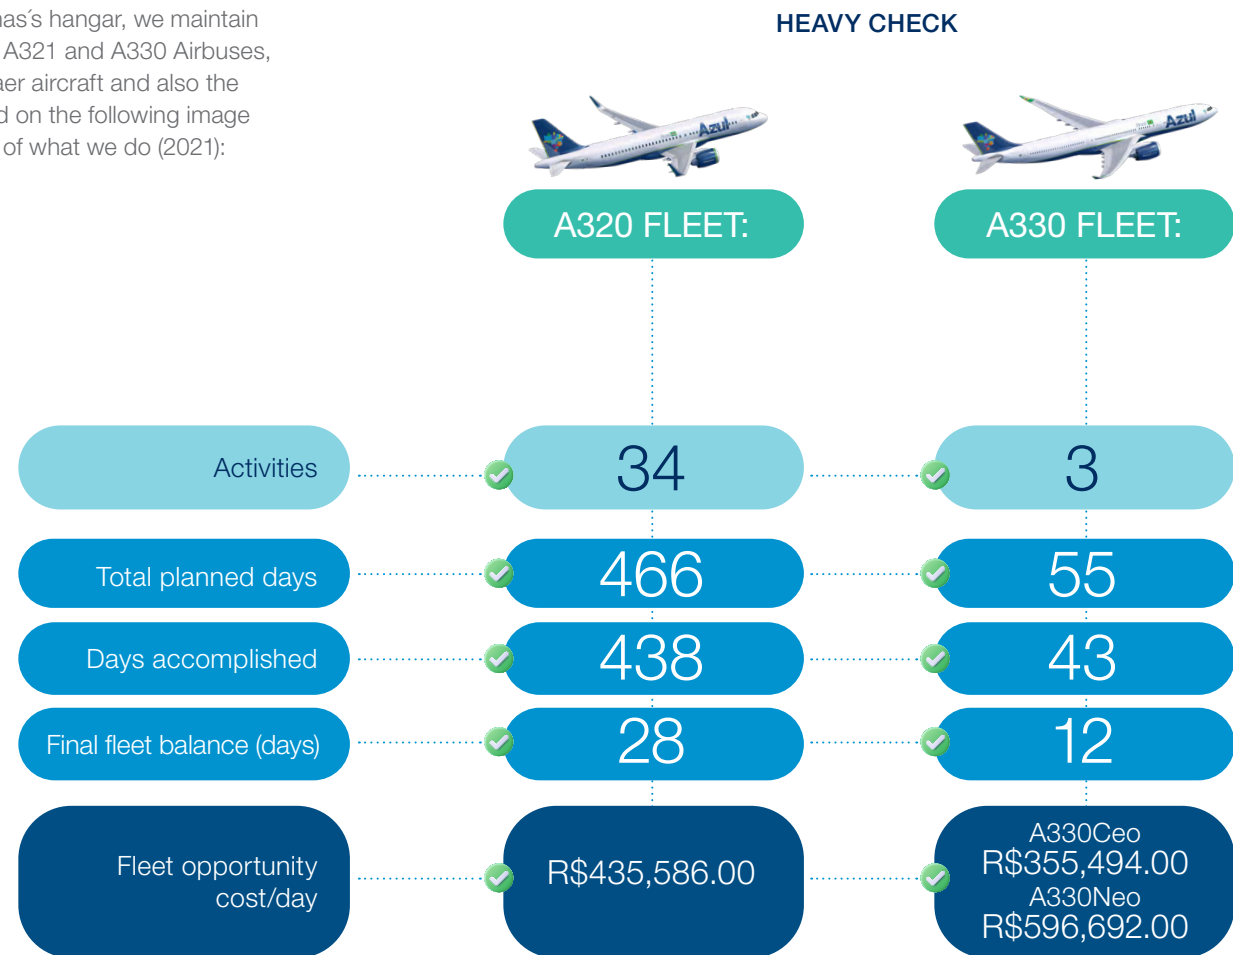 hangar, we maintain
A321 and A330 Airbuses,
aircraft and also the
on the following image
of what we do (2021):
HEAVY CHECK
Azul
Azul
A320 FLEET:
A330 FLEET:
Activities
34
3
Total planned days
466
55
Days accomplished
438
43
Final fleet balance (days)
28
12
Fleet opportunity
cost/day
R$435,586.00
A330Ceo
R$355,494.00
A330Neo
R$596,692.00